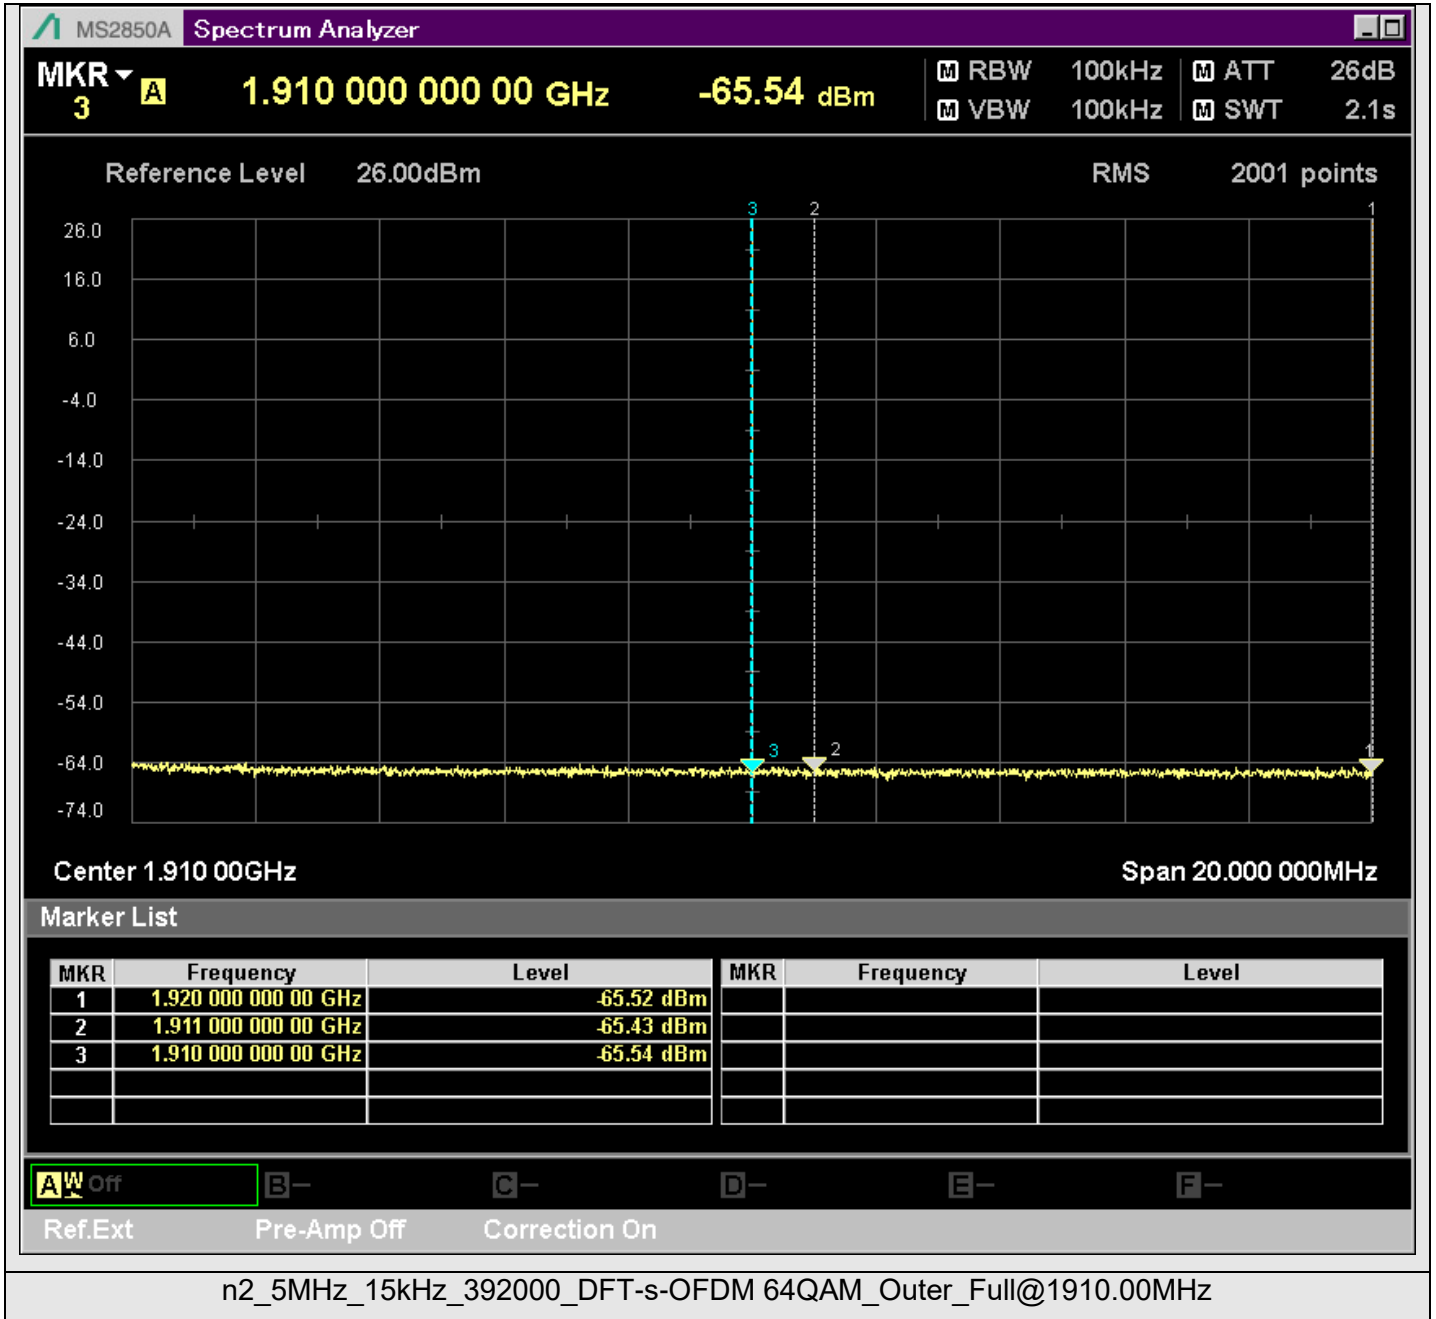 MS2850A Spectrum Analyzer
MKR A 1.910 000 000 00 GHz -65.54 dBm M RBW 100kHz M ATT 26dB
3 M VBW 100kHz M SWT 2.1s
Reference Level 26.00dBm RMS 2001 points
3 2 1
26.0
16.0
6.0
-4.0
-14.0
-24.0
-34.0
-44.0
-54.0
3 2 1
-64.0
-74.0
Center 1.910 00GHz Span 20.000 000MHz
Marker List
MKR Frequency Level MKR Frequency Level
1 1.920 000 000 00 GHz -65.52 dBm
2 1.911 000 000 00 GHz -65.43 dBm
3 1.910 000 000 00 GHz -65.54 dBm
A W Off B- C- D- E- F-
Ref.Ext Pre-Amp Off Correction On
n2_5MHz_15kHz_392000_DFT-s-OFDM 64QAM_Outer_Full@1910.00MHz